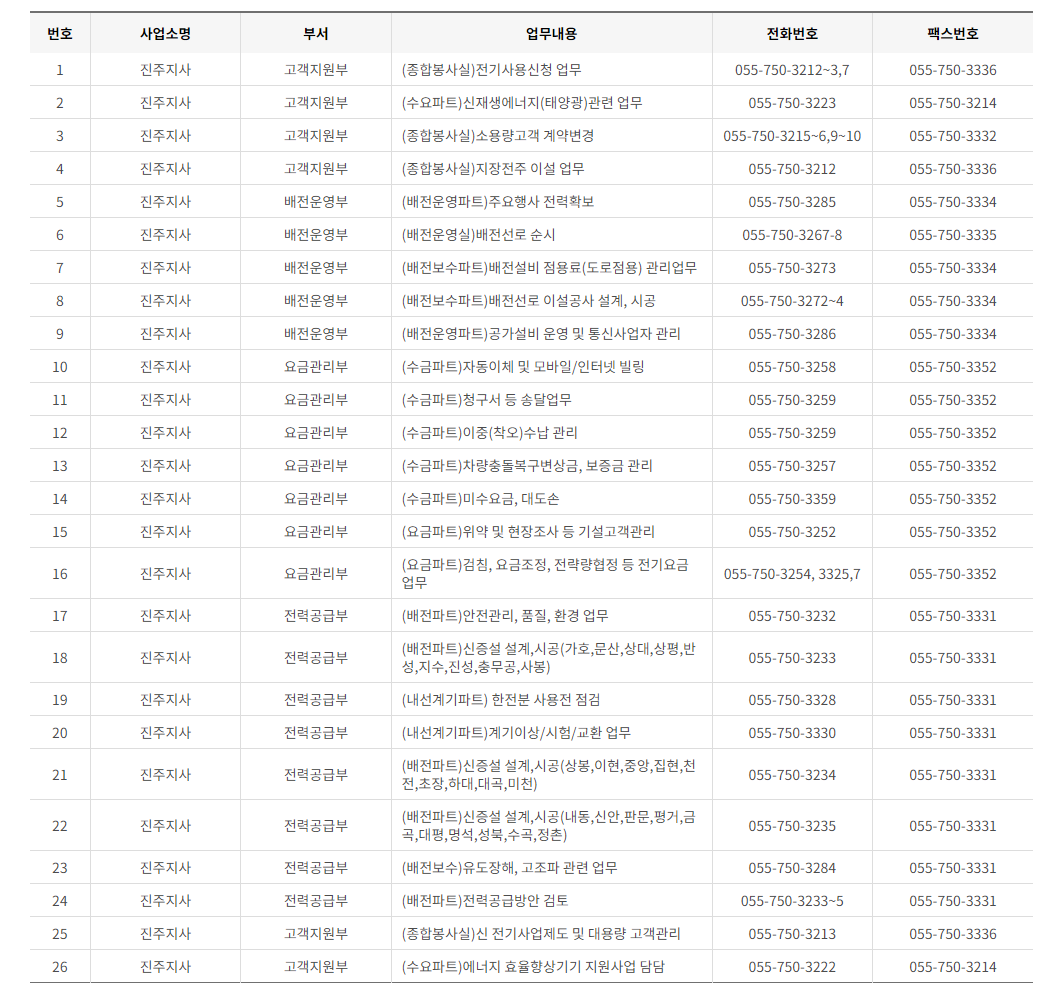 번호 사업소명 부서 업무내용 전화번호 팩스번호
1 진주지사 고객지원부 (종합봉사실)전기사용신청 업무 055-750-3212~3,7 055-750-3336
2 진주지사 고객지원부 (수요파트)신재생에너지(태양광)관련 업무 055-750-3223 055-750-3214
3 진주지사 고객지원부 (종합봉사실)소용량고객 계약변경 055-750-3215~6,9~10 055-750-3332
4 진주지사 고객지원부 (종합봉사실)지장전주 이설 업무 055-750-3212 055-750-3336
5 진주지사 배전운영부 (배전운영파트)주요행사 전력확보 055-750-3285 055-750-3334
6 진주지사 배전운영부 (배전운영실)배전선로 순시 055-750-3267-8 055-750-3335
7 진주지사 배전운영부 (배전보수파트)배전설비 점용료(도로점용) 관리업무 055-750-3273 055-750-3334
8 진주지사 배전운영부 (배전보수파트)배전선로 이설공사 설계, 시공 055-750-3272~4 055-750-3334
9 진주지사 배전운영부 (배전운영파트)공가설비 운영 및 통신사업자 관리 055-750-3286 055-750-3334
10 진주지사 요금관리부 (수금파트)자동이체 및 모바일/인터넷 빌링 055-750-3258 055-750-3352
11 진주지사 요금관리부 (수금파트)청구서 등 송달업무 055-750-3259 055-750-3352
12 진주지사 요금관리부 (수금파트)이중(착오)수납 관리 055-750-3259 055-750-3352
13 진주지사 요금관리부 (수금파트)차량충돌복구변상금, 보증금 관리 055-750-3257 055-750-3352
14 진주지사 요금관리부 (수금파트)미수요금, 대도손 055-750-3359 055-750-3352
15 진주지사 요금관리부 (요금파트)위약 및 현장조사 등 기설고객관리 055-750-3252 055-750-3352
16 진주지사 요금관리부 (요금파트)검침, 요금조정, 전략량협정 등 전기요금
업무 055-750-3254, 3325,7 055-750-3352
17 진주지사 전력공급부 (배전파트)안전관리, 품질, 환경 업무 055-750-3232 055-750-3331
18 진주지사 전력공급부 (배전파트)신증설 설계,시공(가호,문산,상대,상평,반
성,지수,진성,충무공,사봉) 055-750-3233 055-750-3331
19 진주지사 전력공급부 (내선계기파트) 한전분 사용전 점검 055-750-3328 055-750-3331
20 진주지사 전력공급부 (내선계기파트)계기이상/시험/교환 업무 055-750-3330 055-750-3331
21 진주지사 전력공급부 (배전파트)신증설 설계,시공(상봉,이현,중앙,집현,천
전,초장,하대,대곡,미천) 055-750-3234 055-750-3331
22 진주지사 전력공급부 (배전파트)신증설 설계,시공(내동,신안,판문,평거,금
곡,대평,명석,성북,수곡,정촌) 055-750-3235 055-750-3331
23 진주지사 전력공급부 (배전보수)유도장해, 고조파 관련 업무 055-750-3284 055-750-3331
24 진주지사 전력공급부 (배전파트)전력공급방안 검토 055-750-3233~5 055-750-3331
25 진주지사 고객지원부 (종합봉사실)신 전기사업제도 및 대용량 고객관리 055-750-3213 055-750-3336
26 진주지사 고객지원부 (수요파트)에너지 효율향상기기 지원사업 담담 055-750-3222 055-750-3214